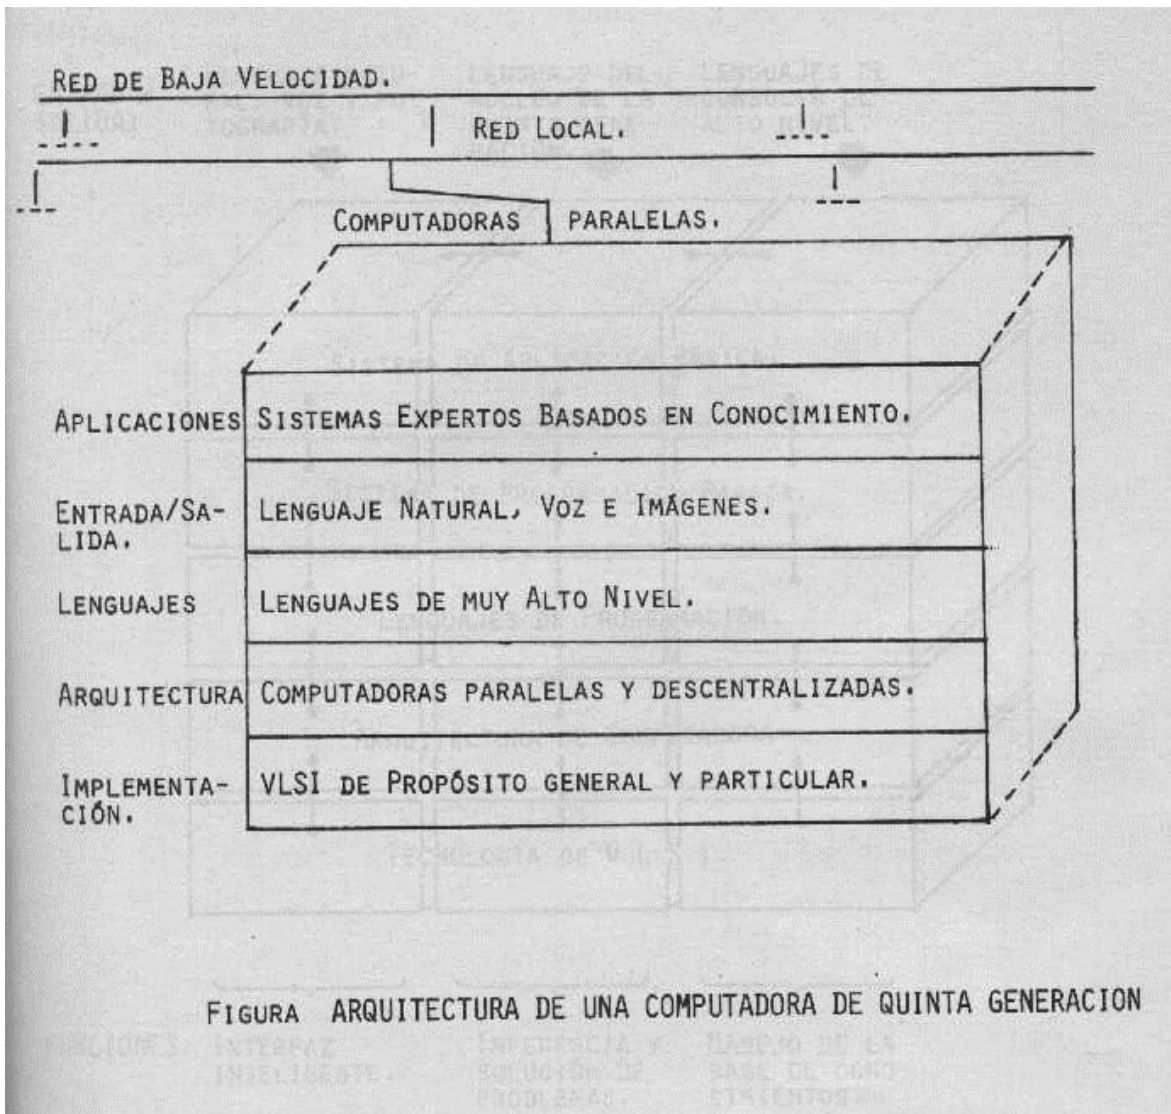 RED DE BAJA VELOCIDAD.
RED LOCAL.
COMPUTADORAS PARALELAS.
APLICACIONES SISTEMAS EXPERTOS BASADOS EN CONOCIMIENTO.
ENTRADA/SA-
LIDA.
LENGUAJE NATURAL, VOZ E IMÁGENES.
LENGUAJES LENGUAJES DE MUY ALTO NIVEL.
ARQUITECTURA COMPUTADORAS PARALELAS Y DESCENTRALIZADAS.
IMPLEMENTA-
CIÓN.
VLSI DE PROPÓSITO GENERAL Y PARTICULAR.
FIGURA ARQUITECTURA DE UNA COMPUTADORA DE QUINTA GENERACION